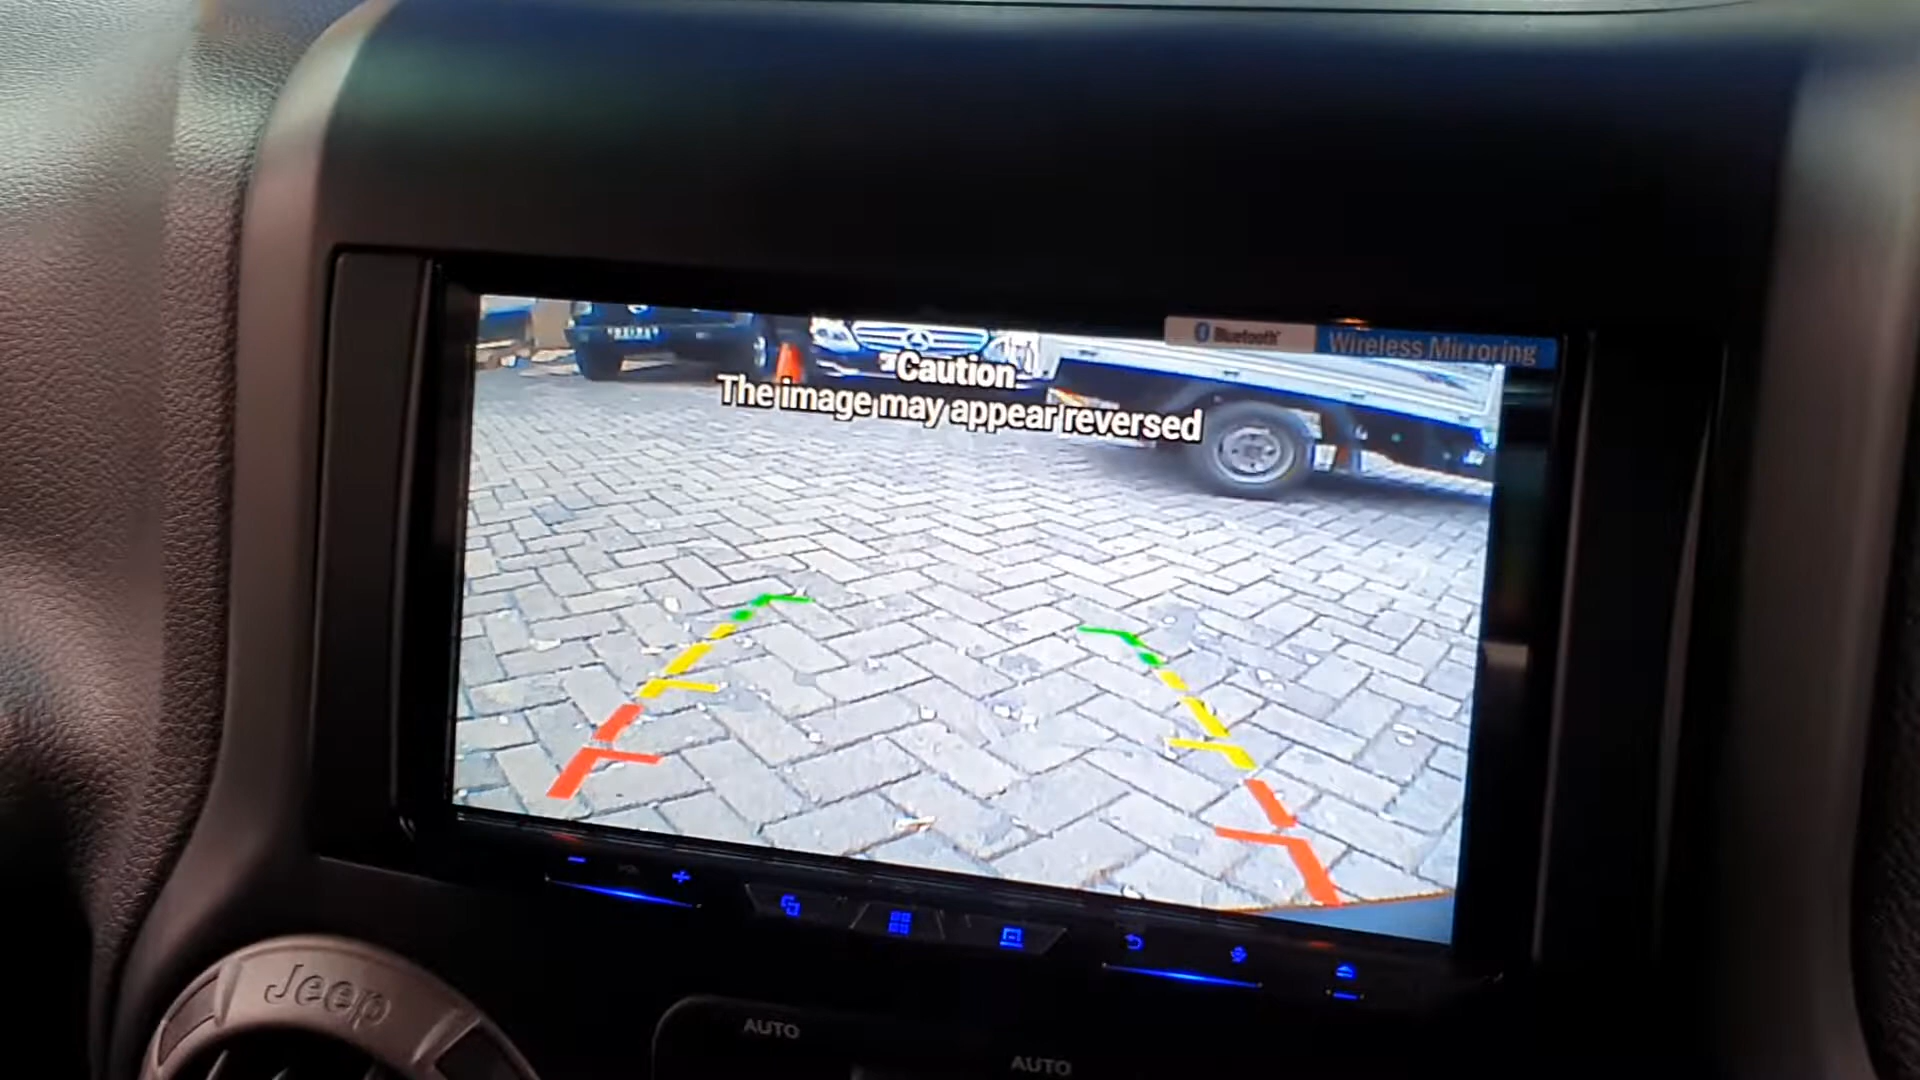 Bluetooth
Wireless Mirroring
Caution
The image may appear reversed
Jeep
AUTO
AUTO